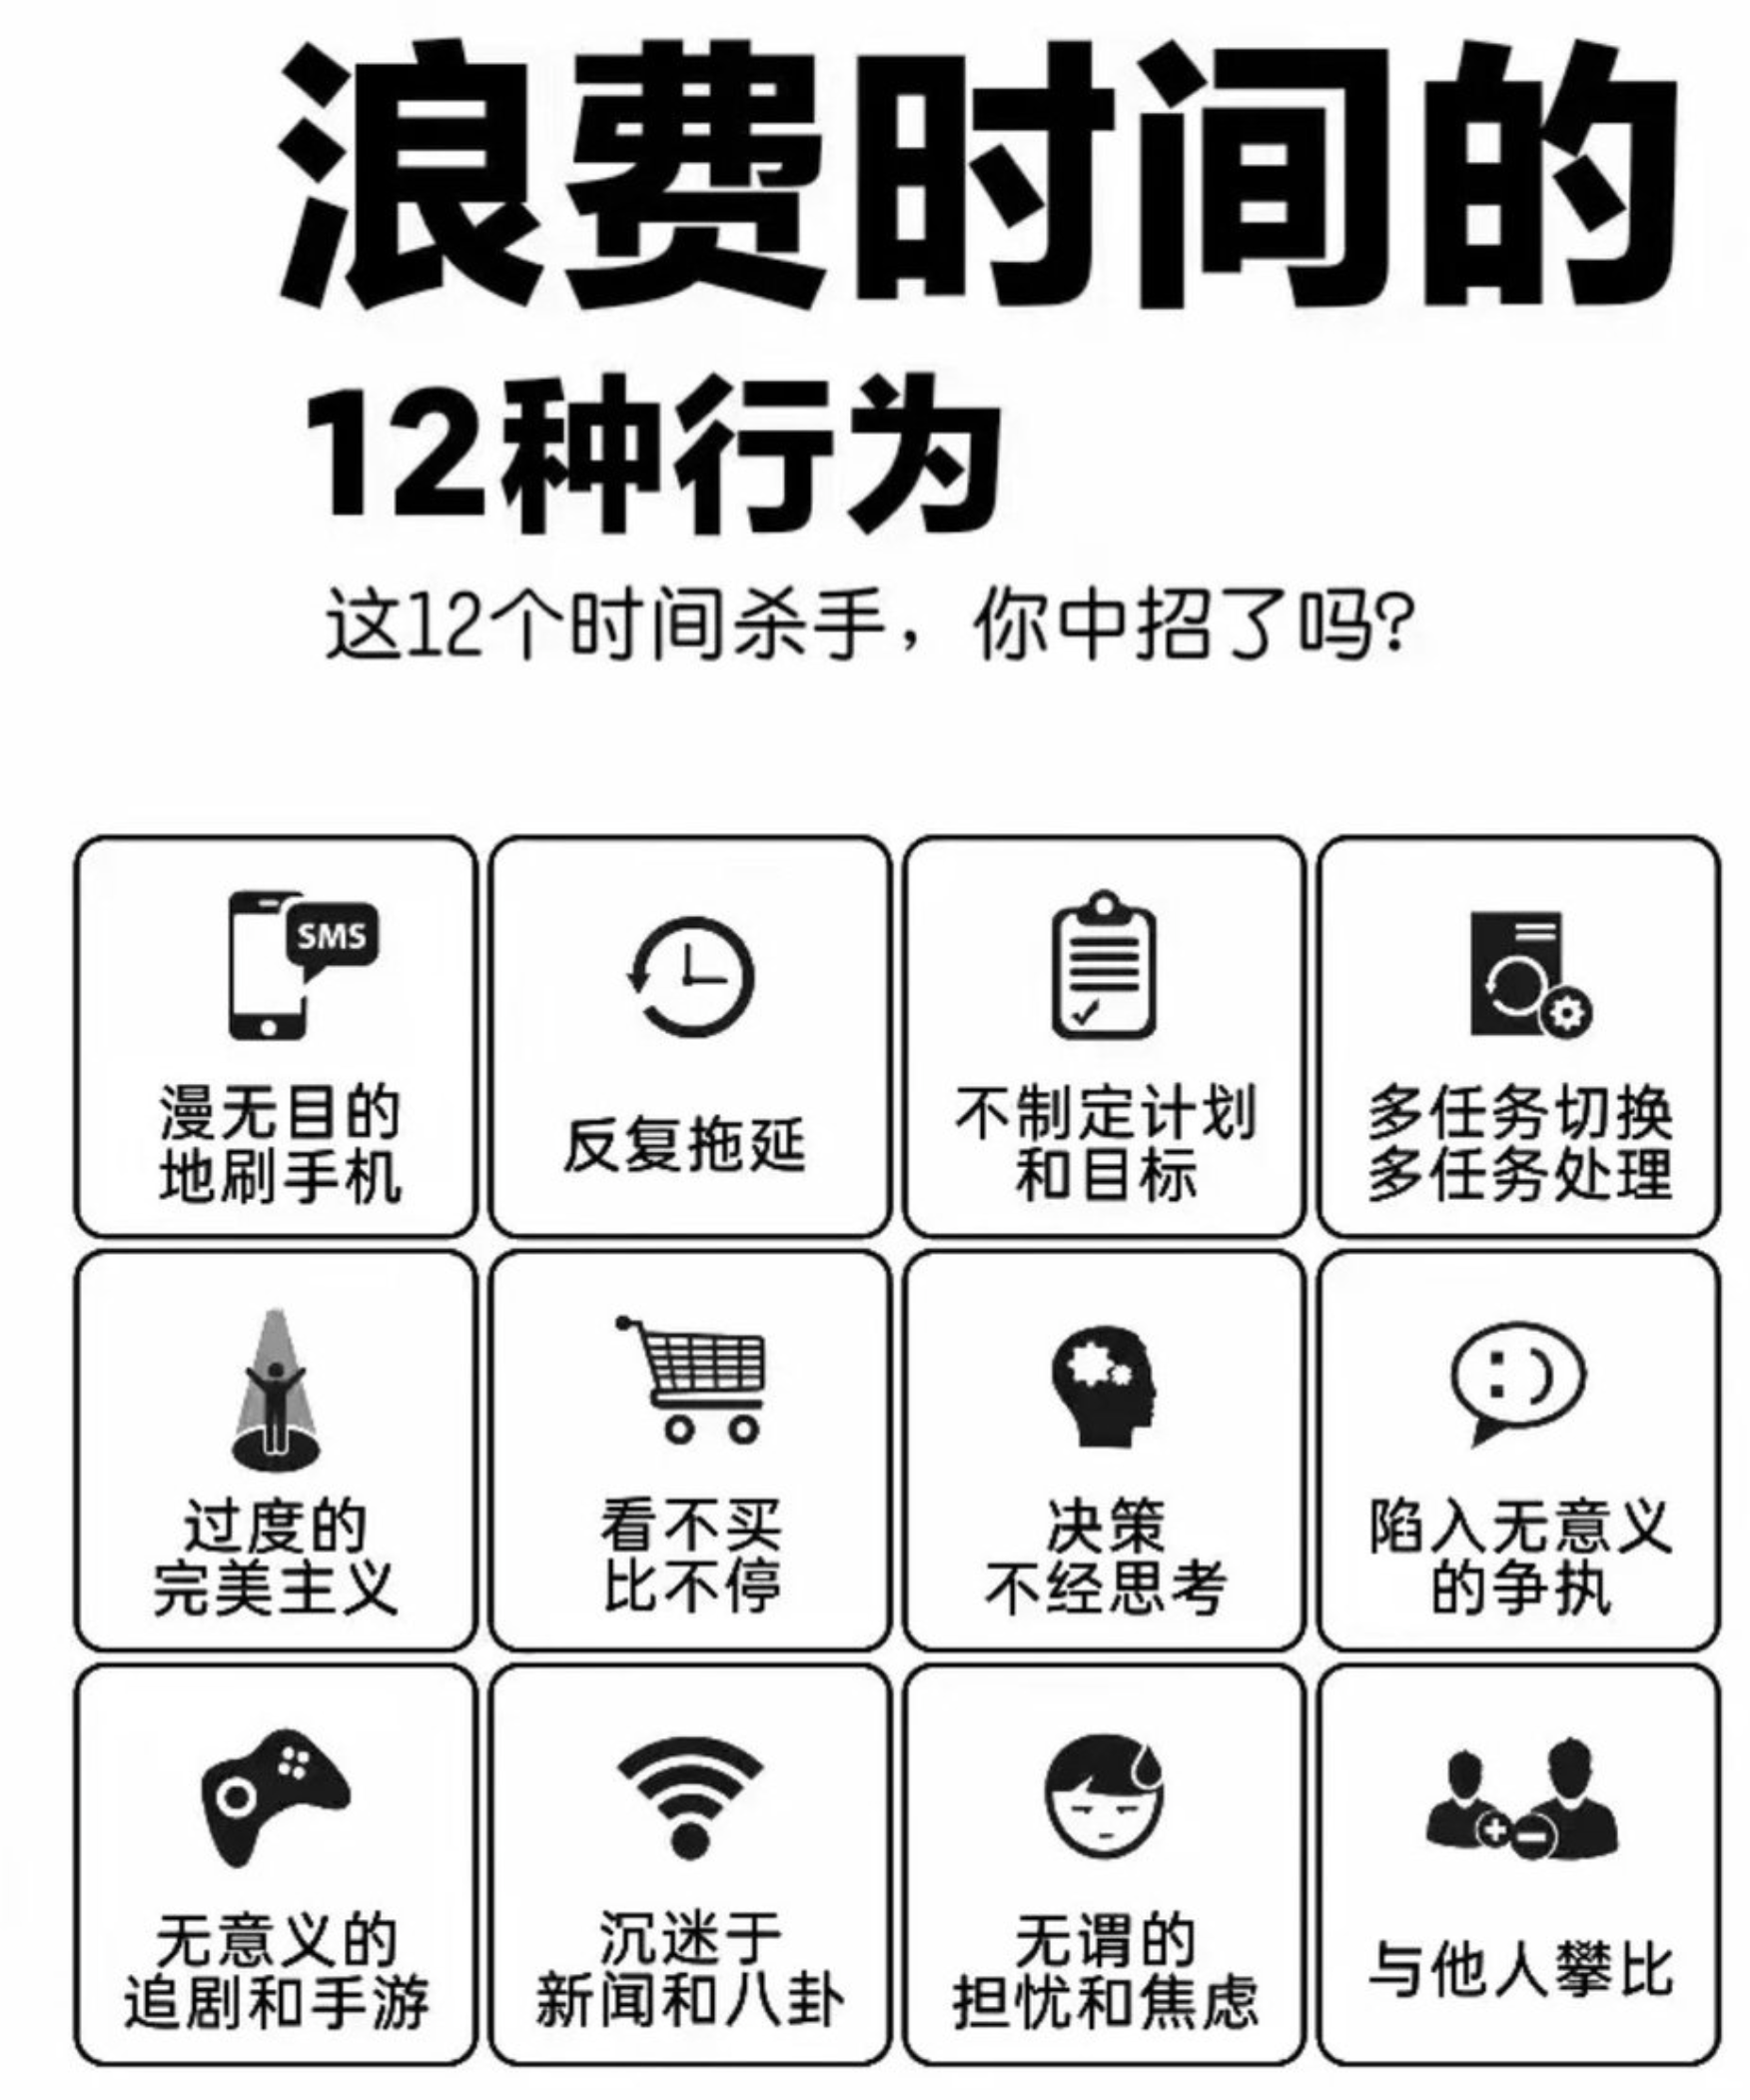 浪费时间的
12种行为
这12个时间杀手，你中招了吗？
SMS
漫无目的
地刷手机
反复拖延
不制定计划
和目标
多任务切换
多任务处理
过度的
完美主义
看不买
比不停
决策
不经思考
:)
陷入无意义
的争执
无意义的
追剧和手游
沉迷于
新闻和八卦
无谓的
担忧和焦虑
与他人攀比